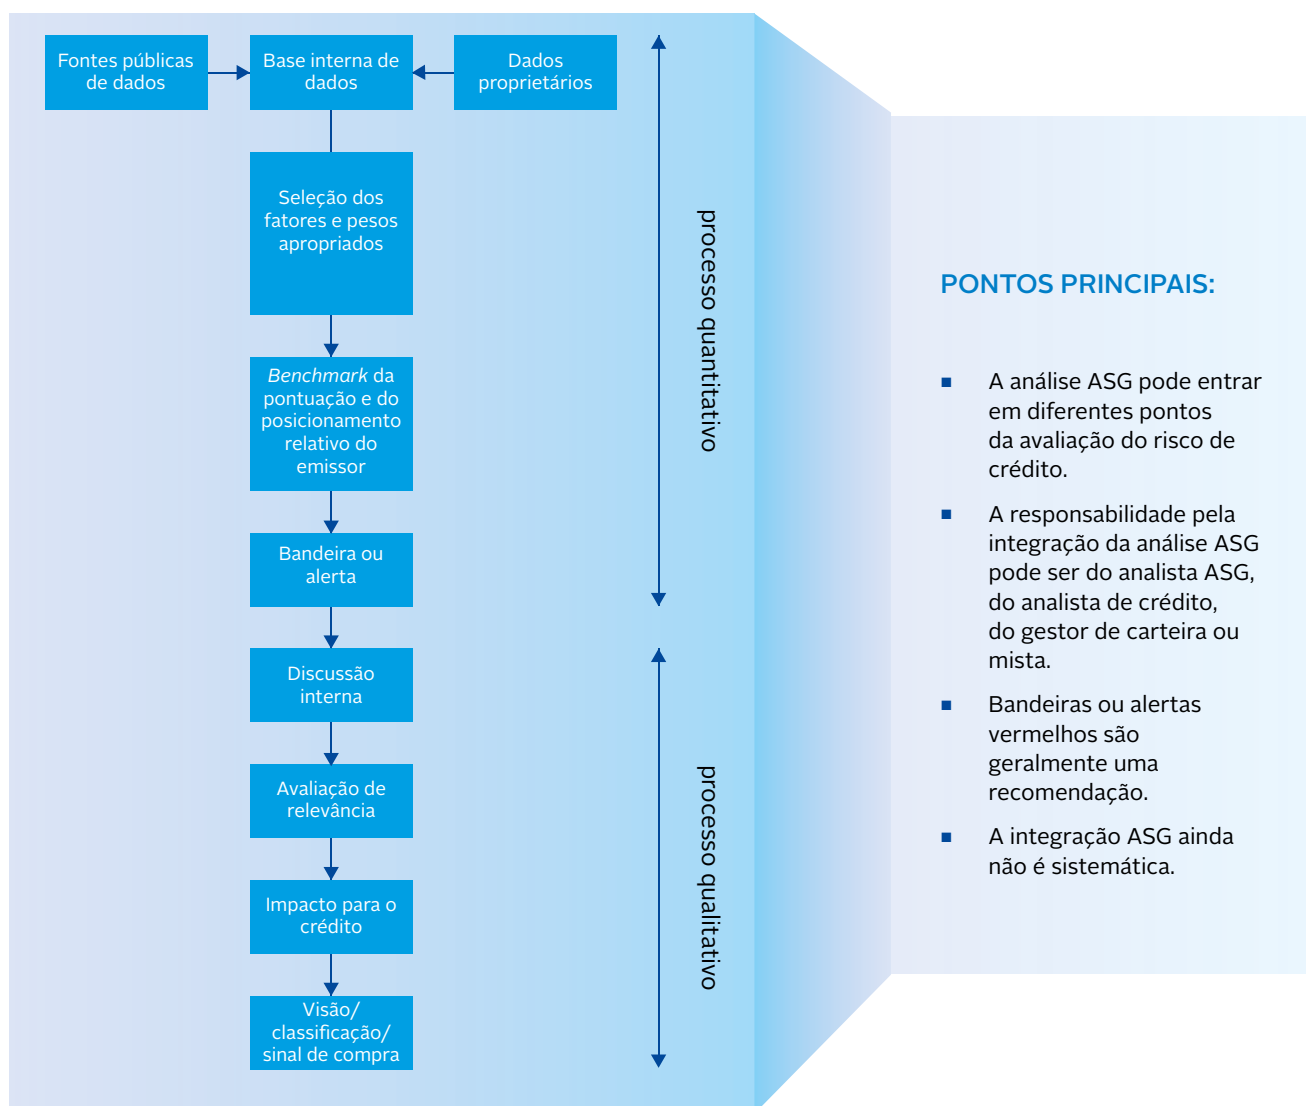 Fontes públicas
de dados
Base interna de
dados
Dados
proprietários
Seleção dos
fatores e pesos
apropriados
Benchmark da
pontuação e do
posicionamento
relativo do
emissor
Bandeira ou
alerta
processo quantitativo
Discussão
interna
Avaliação de
relevância
Impacto para o
crédito
Visão/
classificação/
sinal de compra
processo qualitativo
PONTOS PRINCIPAIS:
■ A análise ASG pode entrar
em diferentes pontos
da avaliação do risco de
crédito.
■ A responsabilidade pela
integração da análise ASG
pode ser do analista ASG,
do analista de crédito,
do gestor de carteira ou
mista.
■ Bandeiras ou alertas
vermelhos são
geralmente uma
recomendação.
■ A integração ASG ainda
não é sistemática.